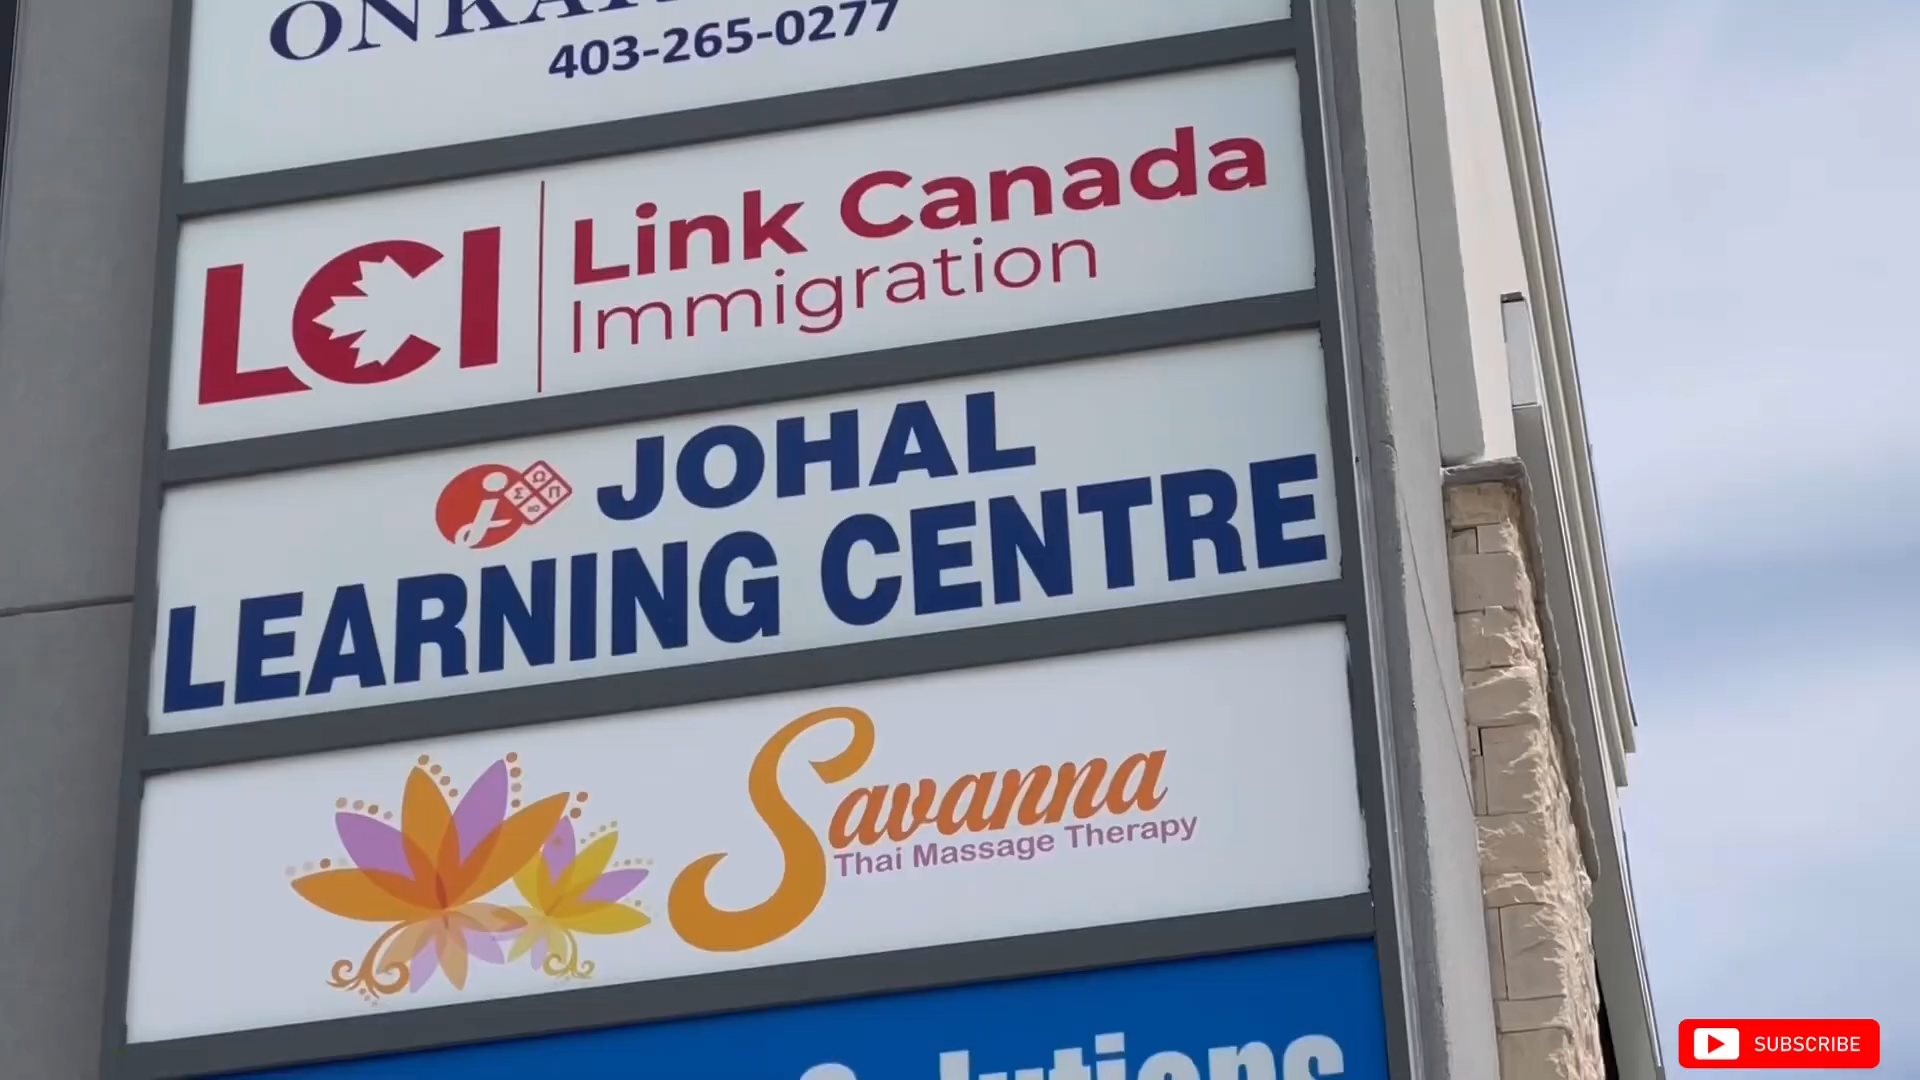 403-265-0277
LCI
Link Canada
Immigration
JOHAL
LEARNING CENTRE
Savanna
Thai Massage Therapy
SUBSCRIBE